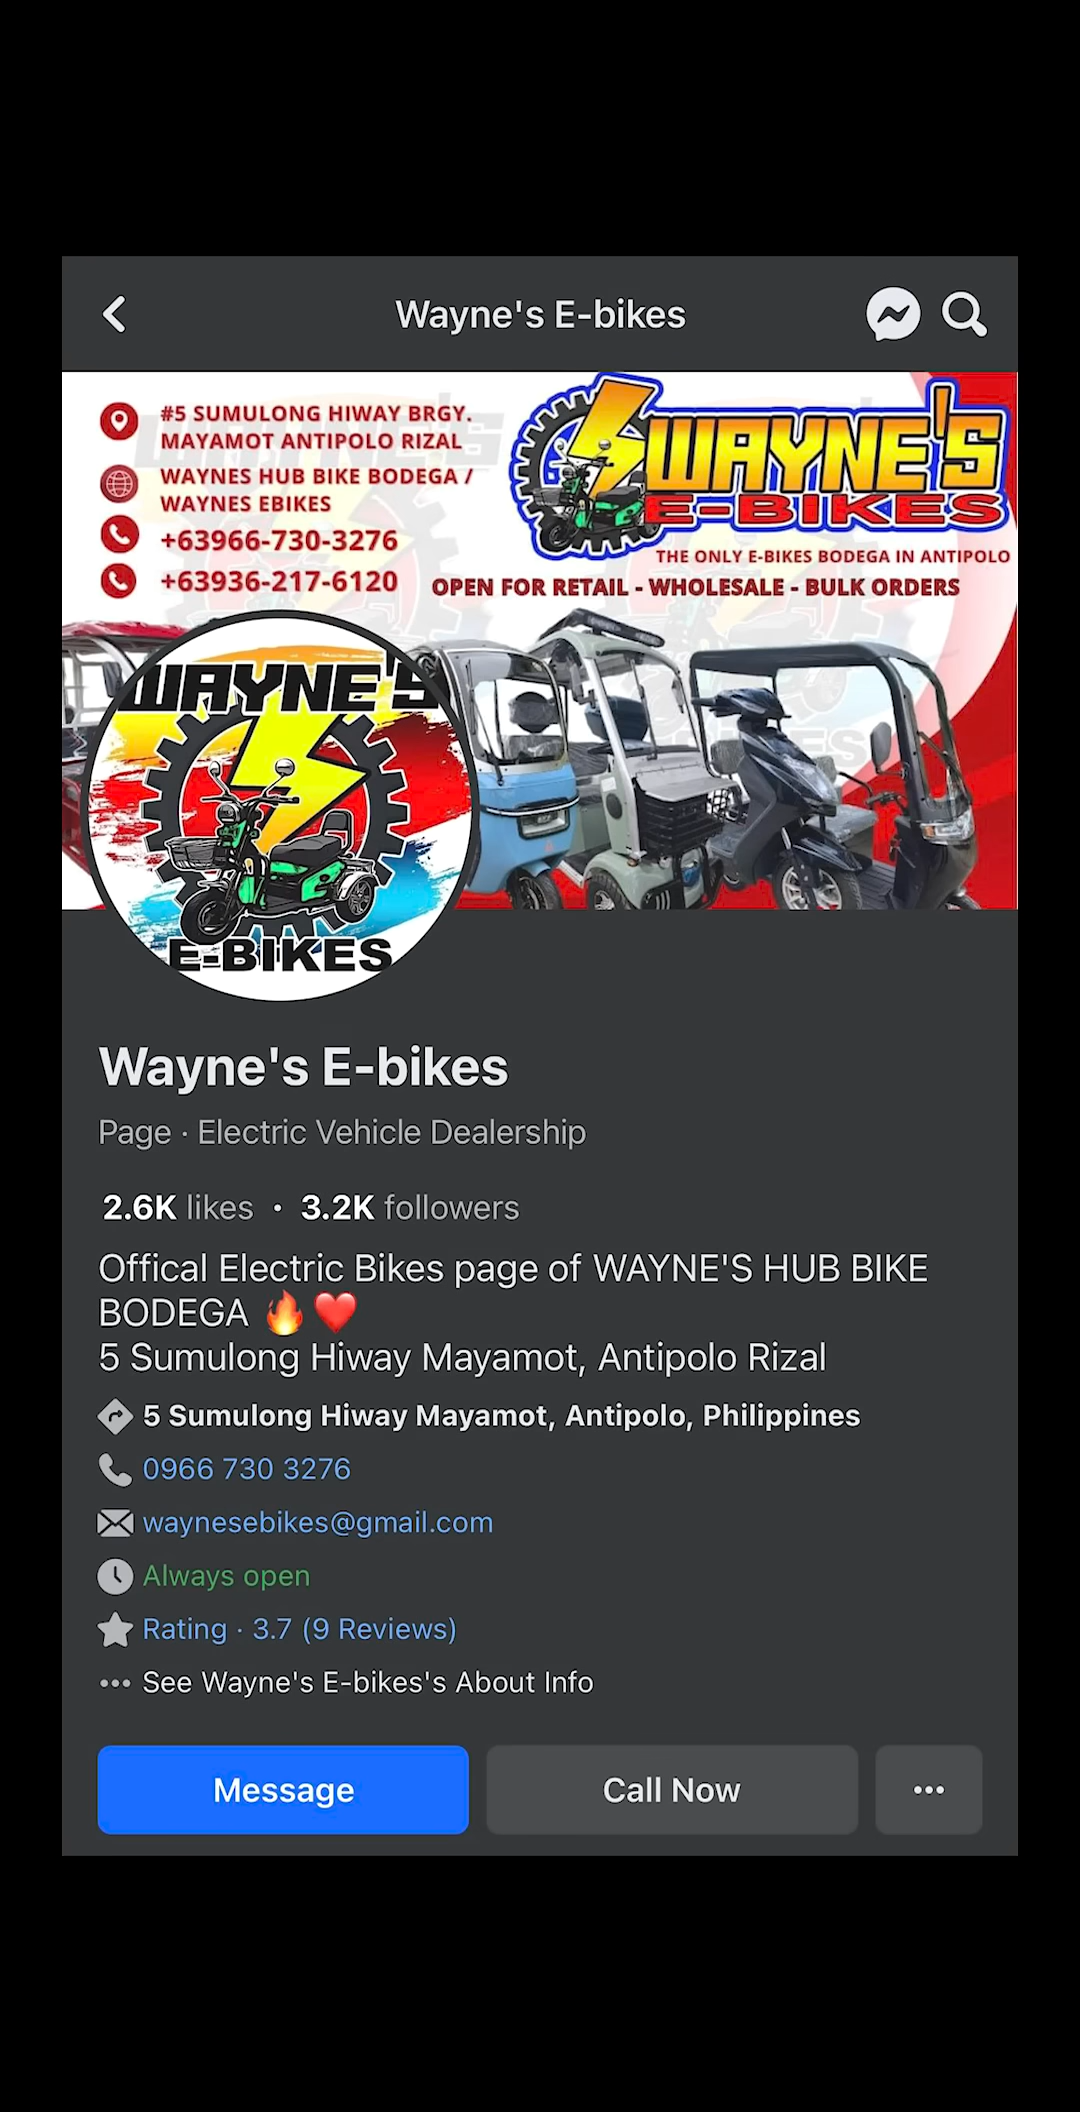 Wayne's E-bikes
#5 SUMULONG HIWAY BRGY.
MAYAMOT ANTIPOLO RIZAL
WAYNES HUB BIKE BODEGA /
WAYNES EBIKES
+63966-730-3276
+63936-217-6120
WAYNE'S
E-BIKES
THE ONLY E-BIKES BODEGA IN ANTIPOLO
OPEN FOR RETAIL - WHOLESALE - BULK ORDERS
WAYNE'S
E-BIKES
Wayne's E-bikes
Page · Electric Vehicle Dealership
2.6K likes • 3.2K followers
Offical Electric Bikes page of WAYNE'S HUB BIKE
BODEGA 🔥❤️
5 Sumulong Hiway Mayamot, Antipolo Rizal
5 Sumulong Hiway Mayamot, Antipolo, Philippines
0966 730 3276
waynesebikes@gmail.com
Always open
Rating · 3.7 (9 Reviews)
See Wayne's E-bikes's About Info
Message
Call Now